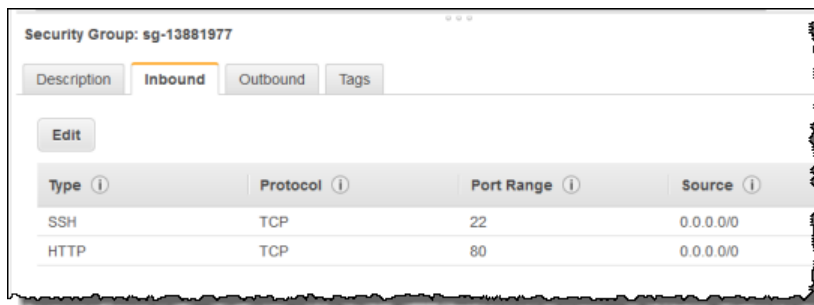 Security Group: sg-13881977
Description Inbound Outbound Tags
Edit
Type i Protocol i Port Range i Source i
SSH TCP 22 0.0.0.0/0
HTTP TCP 80 0.0.0.0/0